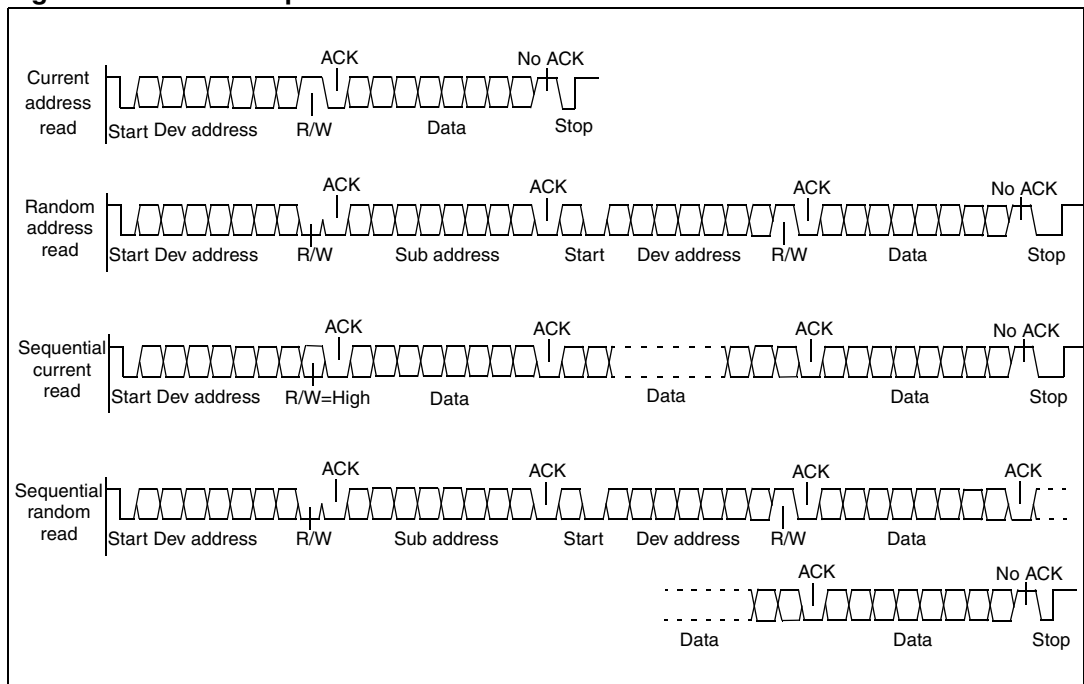 ACK No ACK
Current
address
read
Start Dev address R/W Data Stop
ACK ACK ACK No ACK
Random
address
read
Start Dev address R/W Sub address Start Dev address R/W Data Stop
ACK ACK ACK No ACK
Sequential
current
read
Start Dev address R/W=High Data Data Data Stop
ACK ACK ACK ACK
Sequential
random
read
Start Dev address R/W Sub address Start Dev address R/W Data
ACK No ACK
Data Data Stop